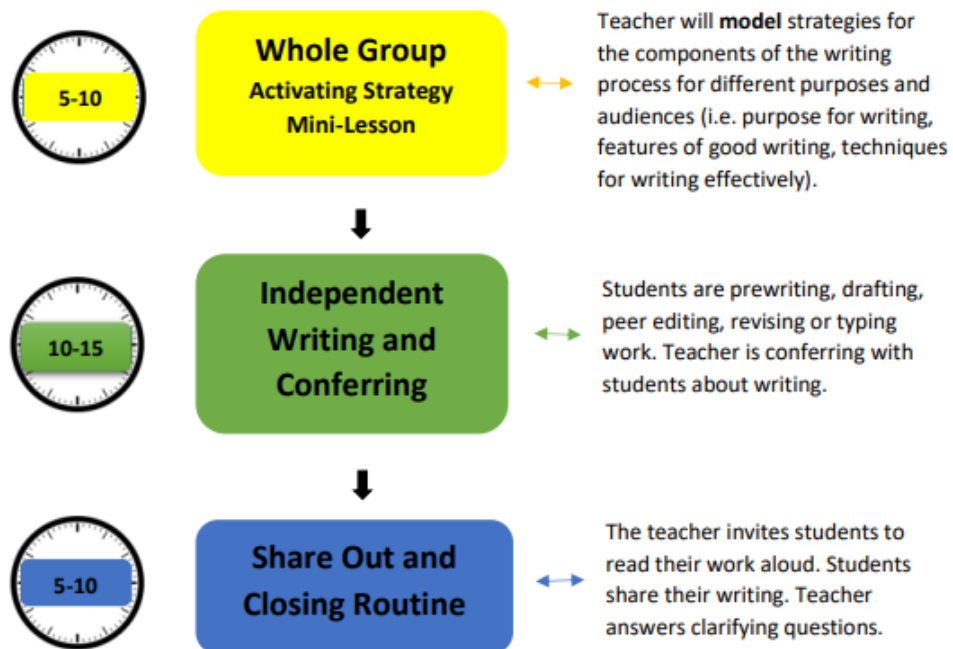 5-10
Whole Group
Activating Strategy
Mini-Lesson
Teacher will model strategies for
the components of the writing
process for different purposes and
audiences (i.e. purpose for writing,
features of good writing, techniques
for writing effectively).
10-15
Independent
Writing and
Conferring
Students are prewriting, drafting,
peer editing, revising or typing
work. Teacher is conferring with
students about writing.
5-10
Share Out and
Closing Routine
The teacher invites students to
read their work aloud. Students
share their writing. Teacher
answers clarifying questions.